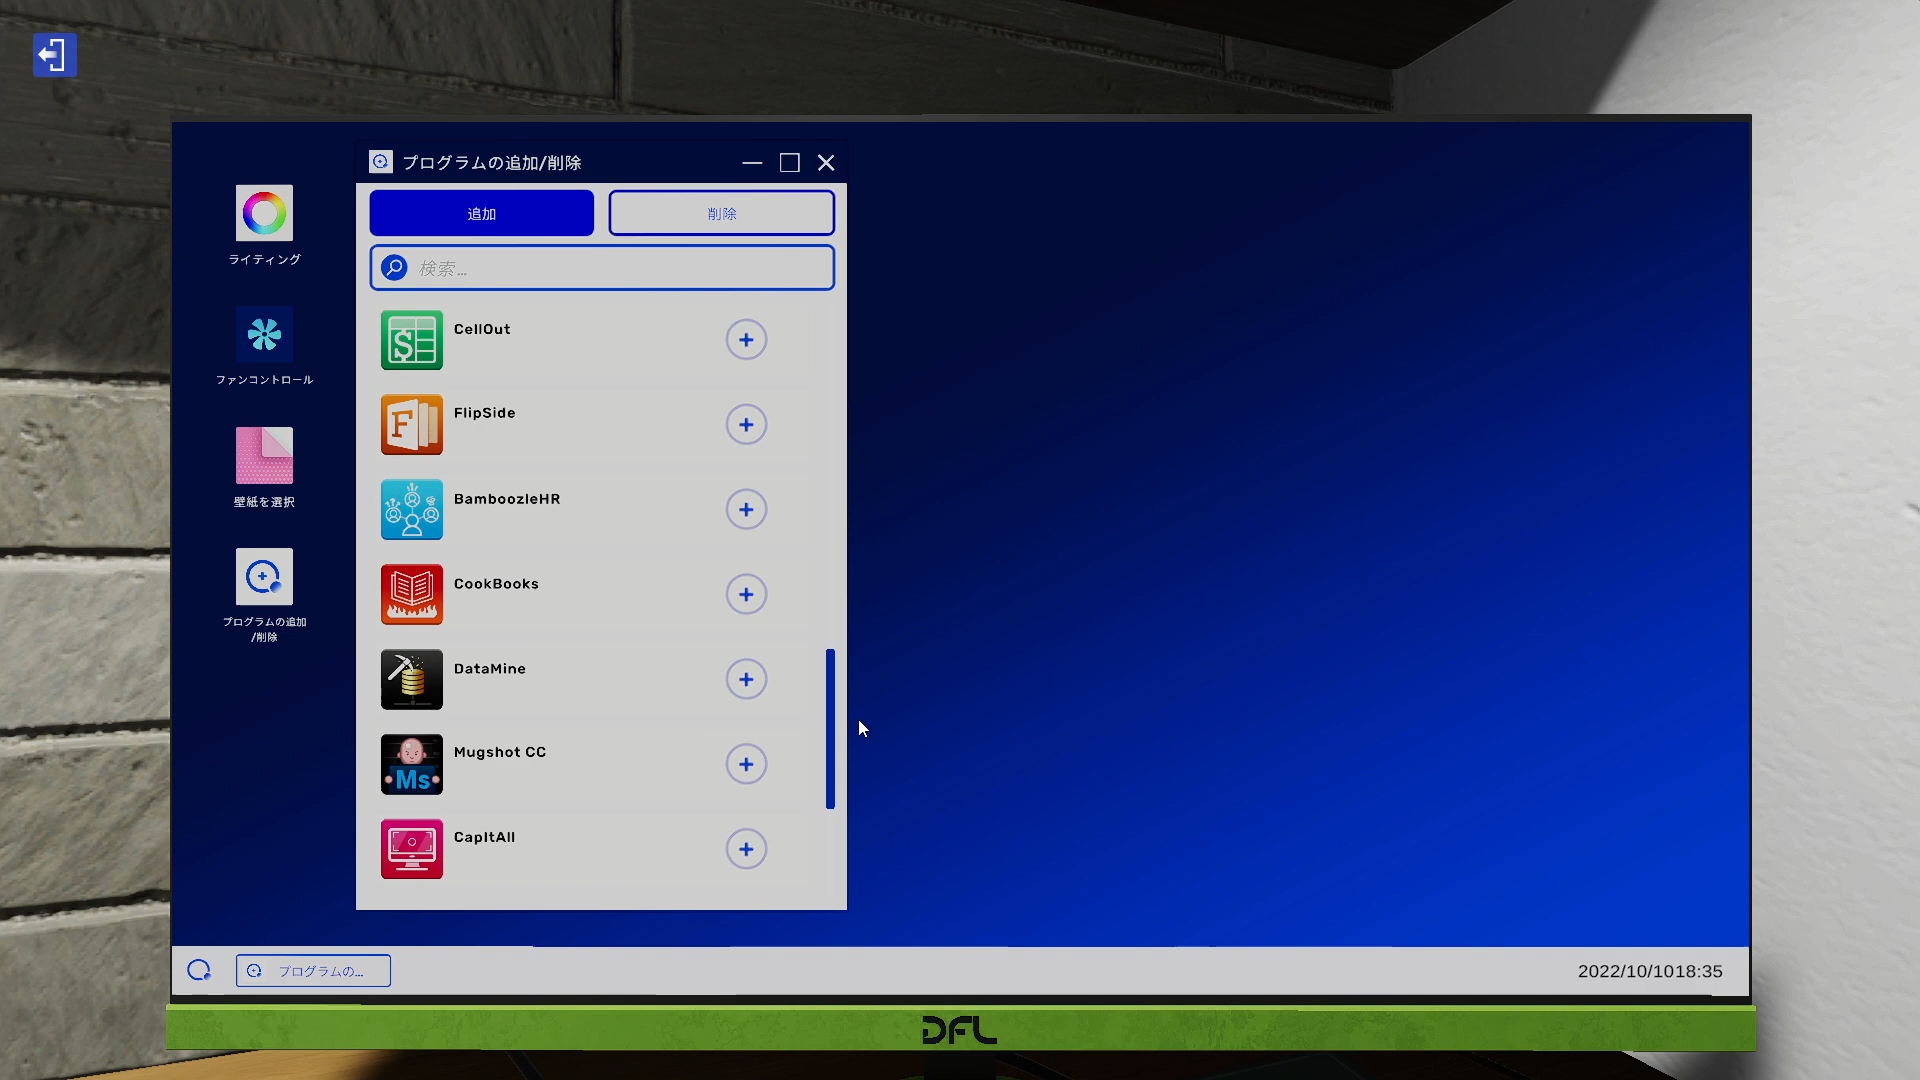 プログラムの追加/削除
追加
削除
検索...
ライティング
ファンコントロール
壁紙を選択
プログラムの追加
/削除
CellOut
FlipSide
BamboozleHR
CookBooks
DataMine
Mugshot CC
Ms
CapItAll
プログラムの...
2022/10/1018:35
DFL